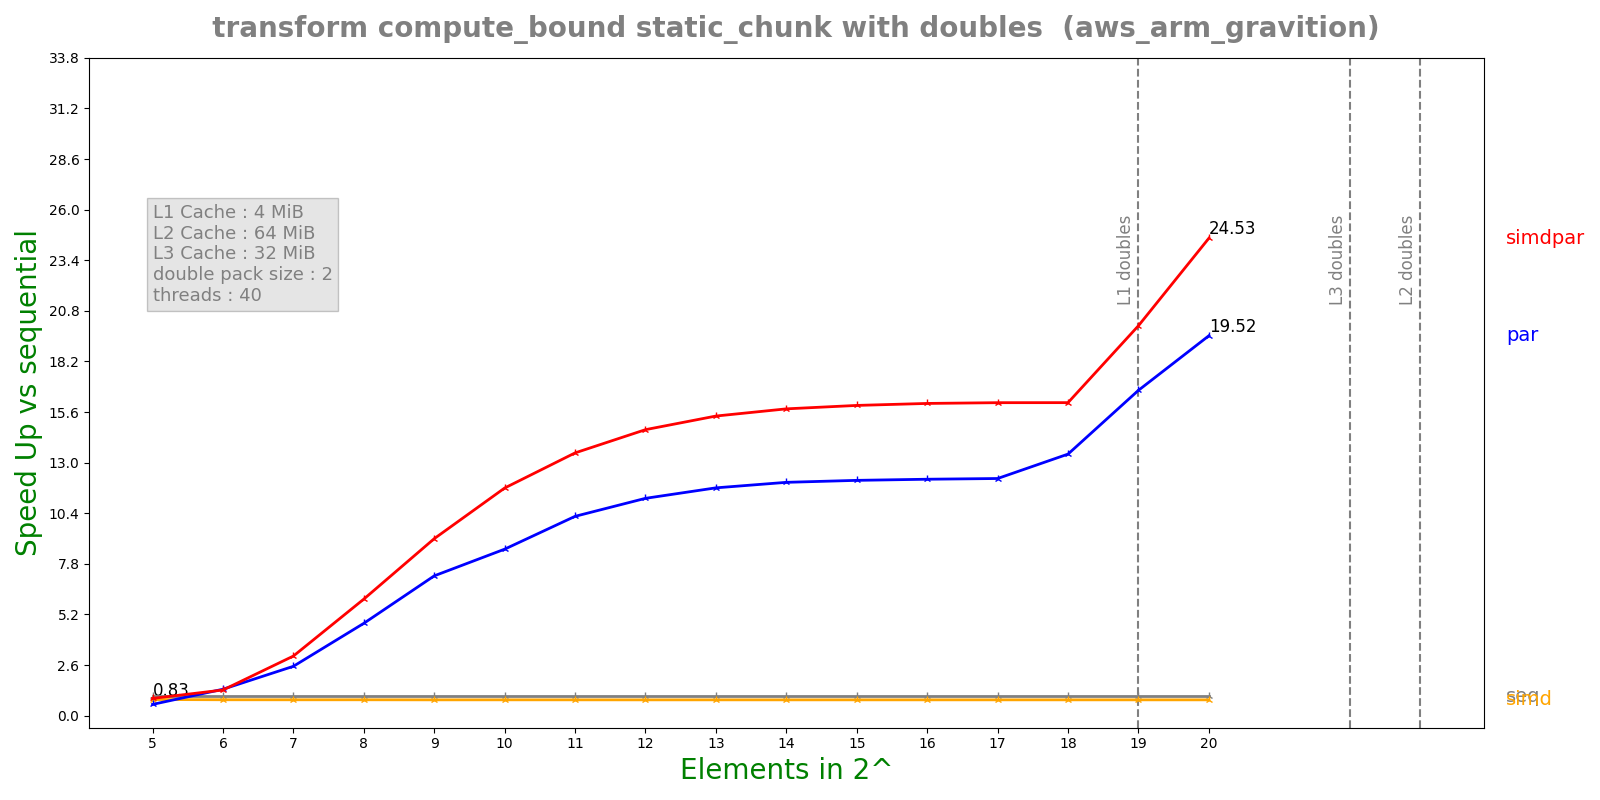 transform compute_bound static_chunk with doubles (aws_arm_gravition)
Speed Up vs sequential
33.8
31.2
28.6
26.0
23.4
20.8
18.2
15.6
13.0
10.4
7.8
5.2
2.6
0.0
L1 Cache : 4 MiB
L2 Cache : 64 MiB
L3 Cache : 32 MiB
double pack size : 2
threads : 40
0.83
24.53
19.52
L1 doubles
L3 doubles
L2 doubles
simdpar
par
seq
simd
5 6 7 8 9 10 11 12 13 14 15 16 17 18 19 20
Elements in 2^